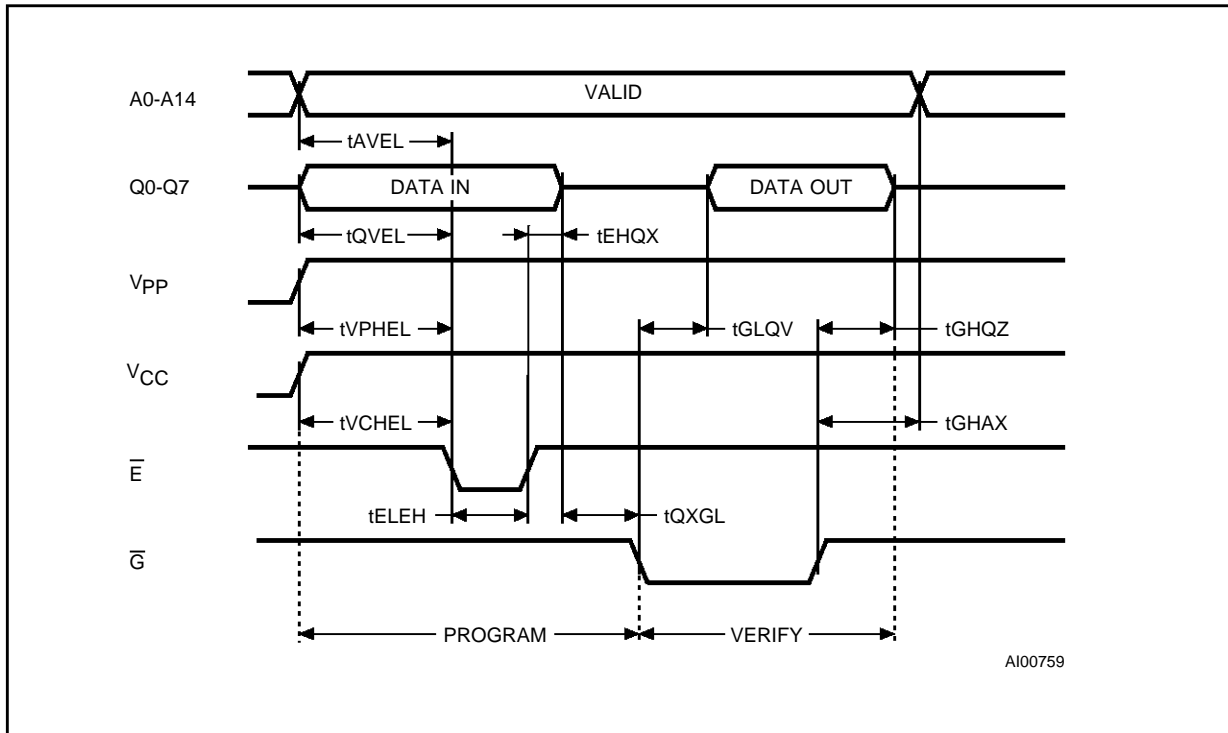 A0-A14
VALID
tAVEL
Q0-Q7
DATA IN
DATA OUT
tQVEL
tEHQX
VPP
tVPHEL
tGLQV
tGHQZ
VCC
tVCHEL
tGHAX
E̅
tELEH
tQXGL
G̅
PROGRAM
VERIFY
AI00759